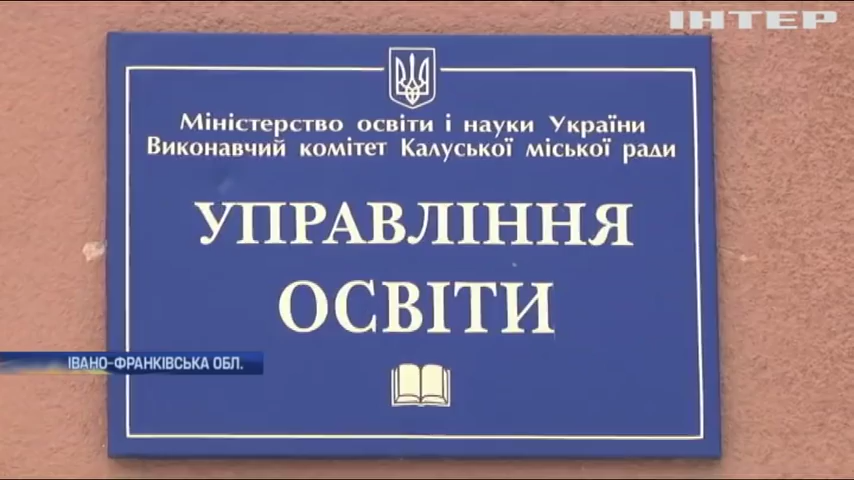 ІНТЕР
Міністерство освіти і науки України
Виконавчий комітет Калуської міської ради
УПРАВЛІННЯ
ОСВІТИ
ІВАНО-ФРАНКІВСЬКА ОБЛ.